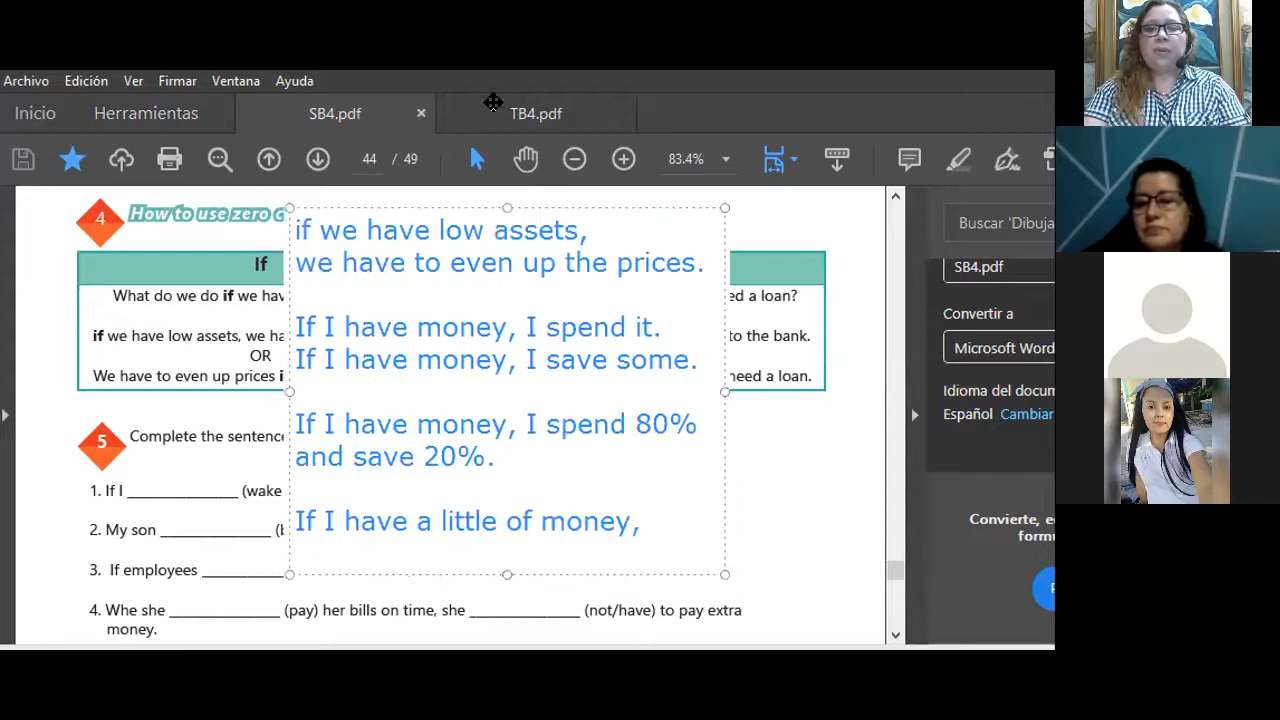 Archivo Edición Ver Firmar Ventana Ayuda
Inicio Herramientas SB4.pdf × TB4.pdf
44 / 49 83.4%
4 How to use zero c
If
What do we do if we hav
ed a loan?
if we have low assets, we ha
to the bank.
OR
We have to even up prices i
need a loan.
if we have low assets,
we have to even up the prices.
If I have money, I spend it.
If I have money, I save some.
If I have money, I spend 80%
and save 20%.
If I have a little of money,
5 Complete the sentenc
1. If I ______________ (wake
2. My son ______________ (b
3. If employees __________
4. Whe she ______________ (pay) her bills on time, she ______________ (not/have) to pay extra
money.
Buscar 'Dibuja
SB4.pdf
Convertir a
Microsoft Word
Idioma del docum
Español Cambiar
Convierte, e
formu
P